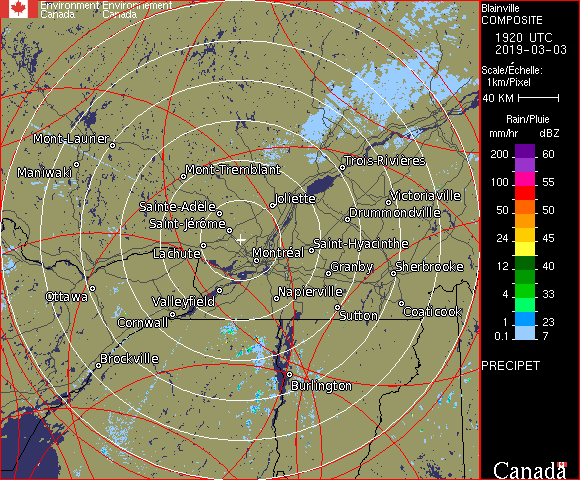 Environment Environnement
Canada Canada
Blainville
COMPOSITE
1920 UTC
2019-03-03
Scale/Échelle:
1km/Pixel
40 KM
Rain/Pluie
mm/hr dBZ
200 60
100 55
50 50
24 45
12 40
4 33
1 23
0.1 7
PRECIPET
Mont-Laurier
Maniwaki
Mont-Tremblant
Trois-Rivières
Sainte-Adèle
Joliette
Victoriaville
Drummondville
Saint-Jérôme
Lachute
Montréal
Saint-Hyacinthe
Granby
Sherbrooke
Ottawa
Valleyfield
Napierville
Cornwall
Sutton
Coaticook
Brockville
Burlington
Canada